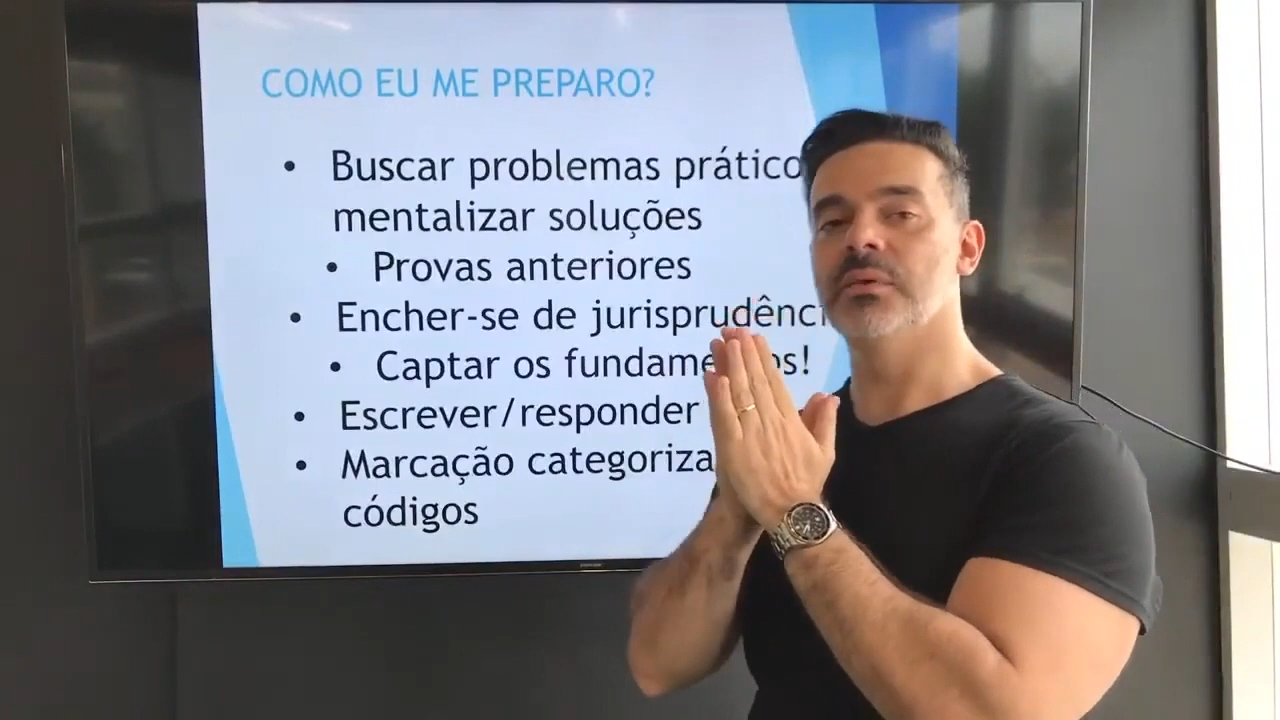 COMO EU ME PREPARO?
• Buscar problemas prático
mentalizar soluções
• Provas anteriores
• Encher-se de jurisprudênci
• Captar os fundame os!
• Escrever/responder
• Marcação categoriza
códigos